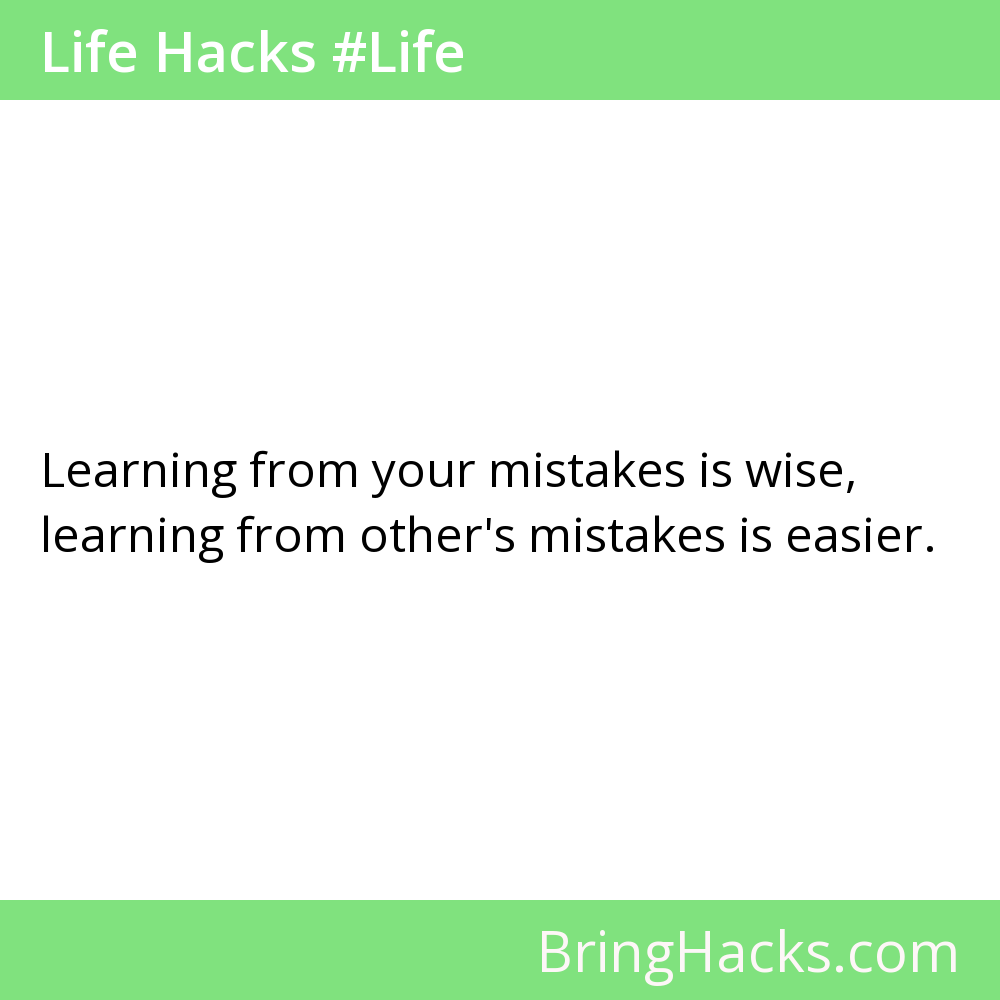 Life Hacks #Life
Learning from your mistakes is wise,
learning from other's mistakes is easier.
BringHacks.com